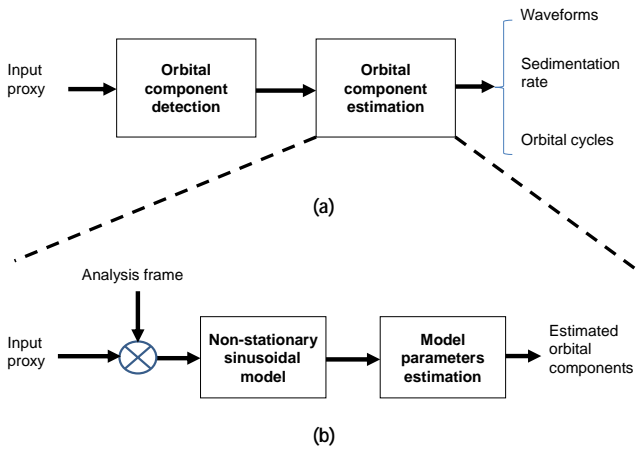 Waveforms
Input
proxy
Orbital
component
detection
Orbital
component
estimation
Sedimentation
rate
Orbital cycles
(a)
Analysis frame
Input
proxy
Non-stationary
sinusoidal
model
Model
parameters
estimation
Estimated
orbital
components
(b)